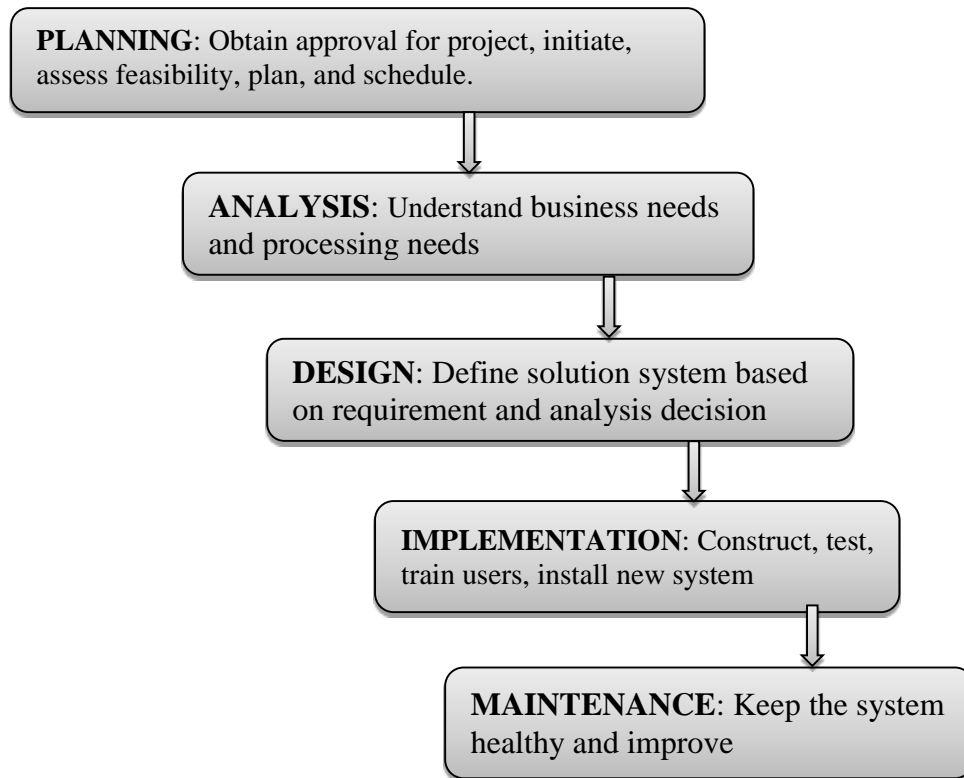 PLANNING: Obtain approval for project, initiate,
assess feasibility, plan, and schedule.
ANALYSIS: Understand business needs
and processing needs
DESIGN: Define solution system based
on requirement and analysis decision
IMPLEMENTATION: Construct, test,
train users, install new system
MAINTENANCE: Keep the system
healthy and improve